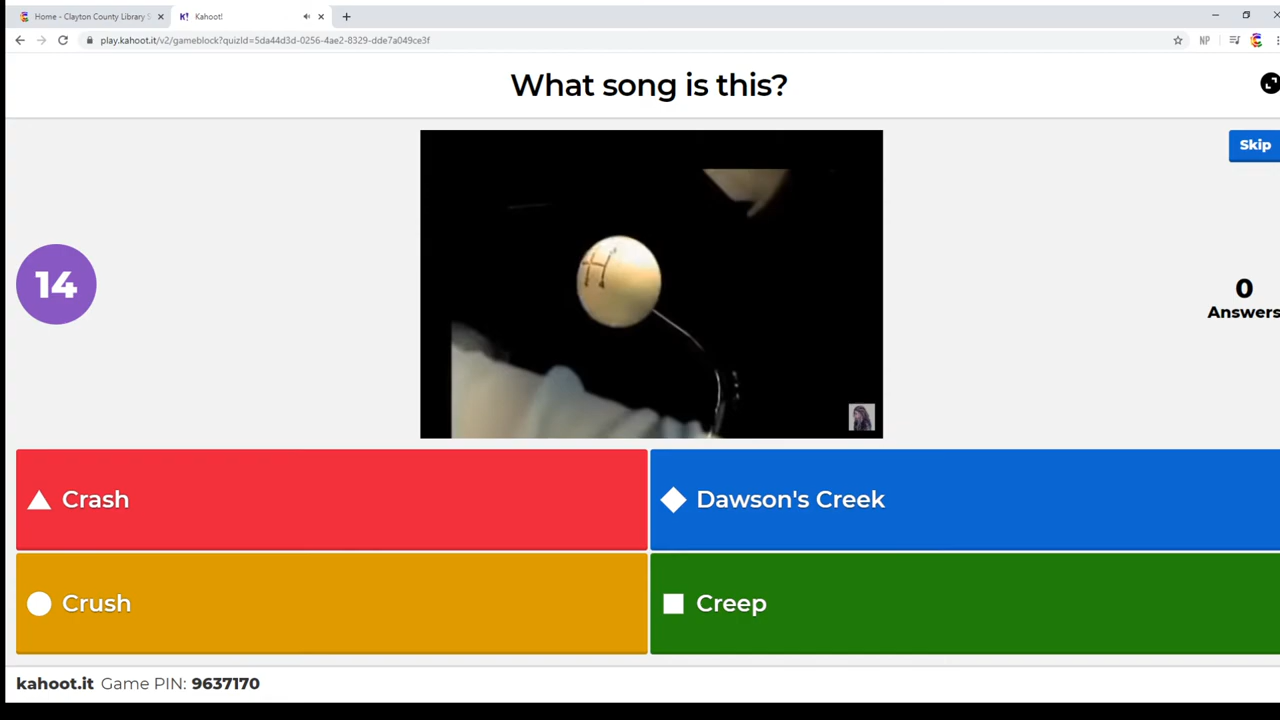 Home - Clayton County Library S
K! Kahoot!
play.kahoot.it/v2/gameblock?quizId=5da44d3d-0256-4ae2-8329-dde7a049ce3f
NP
What song is this?
Skip
H
14
0
Answers
Crash
Dawson's Creek
Crush
Creep
kahoot.it Game PIN: 9637170